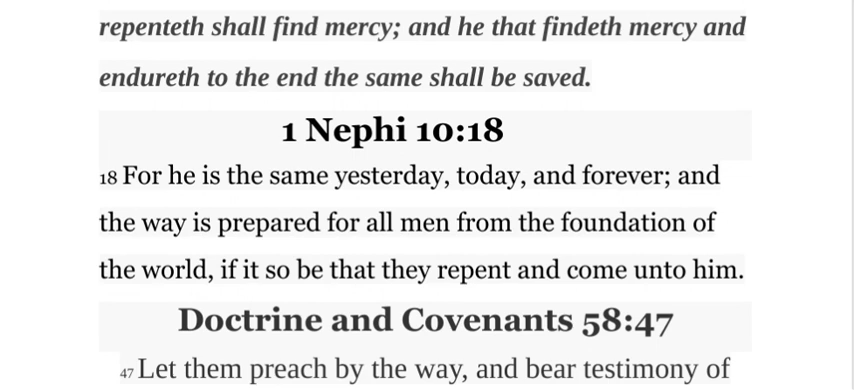 repenteth shall find mercy; and he that findeth mercy and
endureth to the end the same shall be saved.
1 Nephi 10:18
18 For he is the same yesterday, today, and forever; and
the way is prepared for all men from the foundation of
the world, if it so be that they repent and come unto him.
Doctrine and Covenants 58:47
47 Let them preach by the way, and bear testimony of